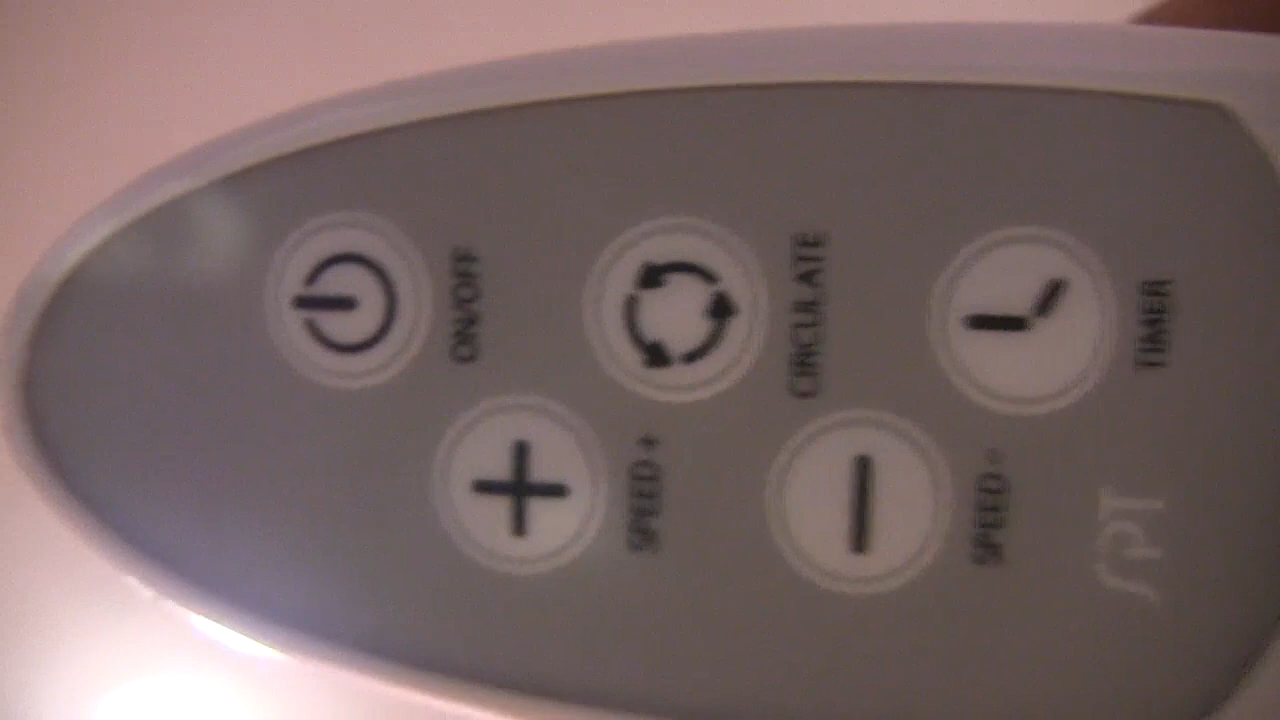 ON/OFF
SPEED+
CIRCULATE
SPEED-
TIMER
SPT